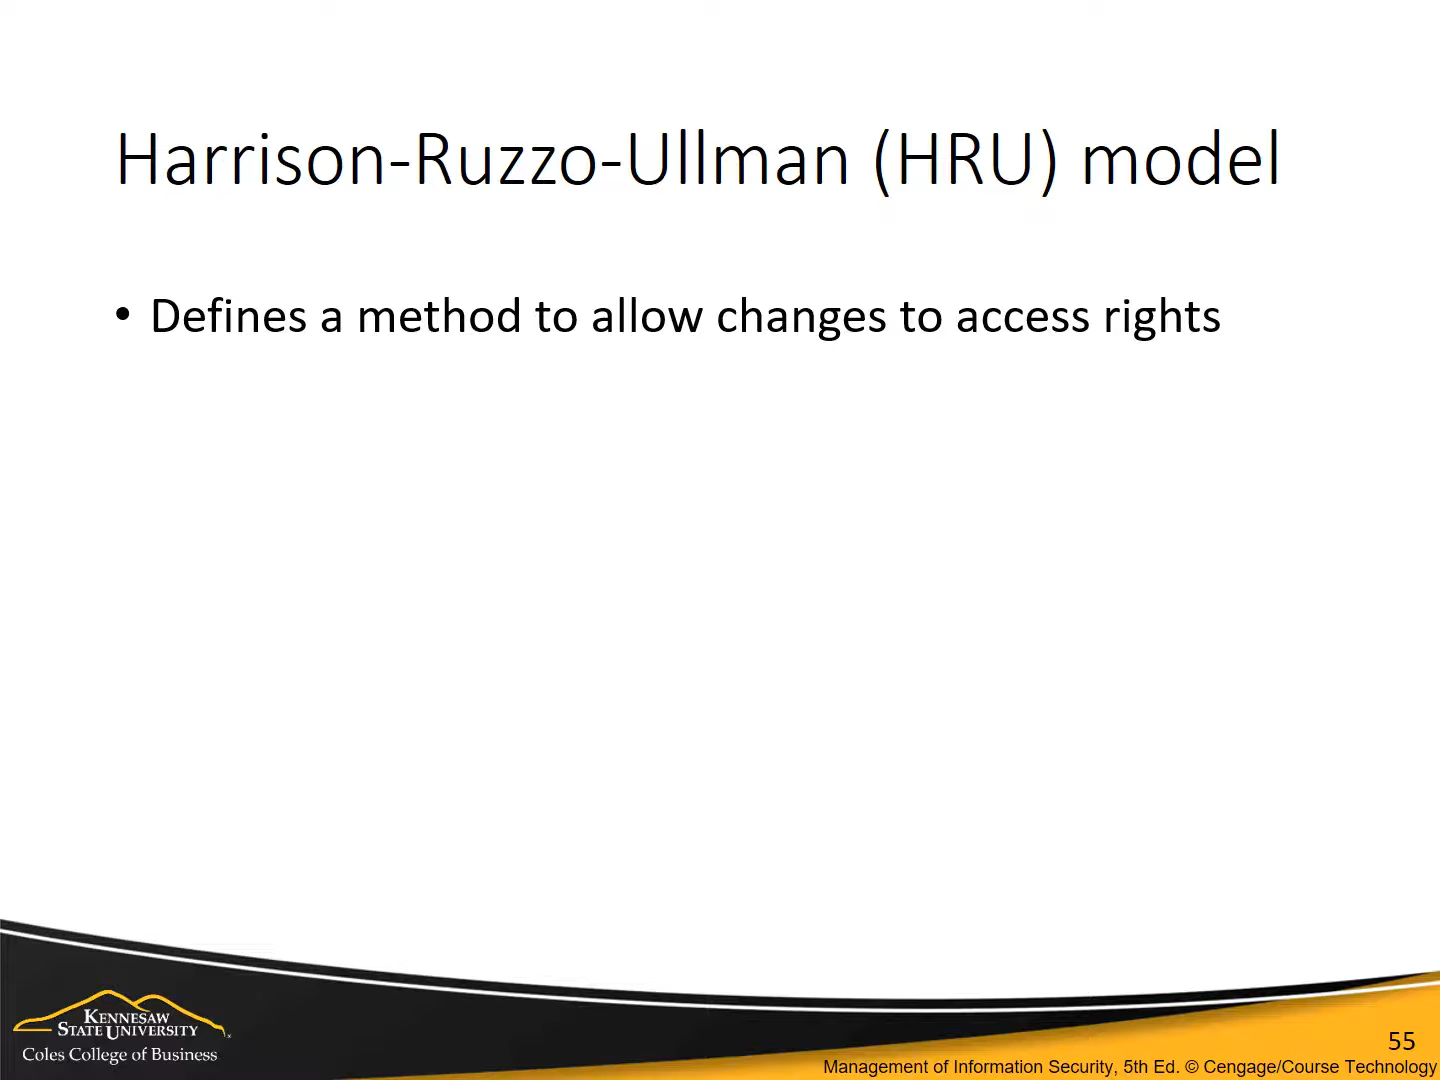 Harrison-Ruzzo-Ullman (HRU) model
• Defines a method to allow changes to access rights
KENNESAW
STATE UNIVERSITY
Coles College of Business
55
Management of Information Security, 5th Ed. © Cengage/Course Technology